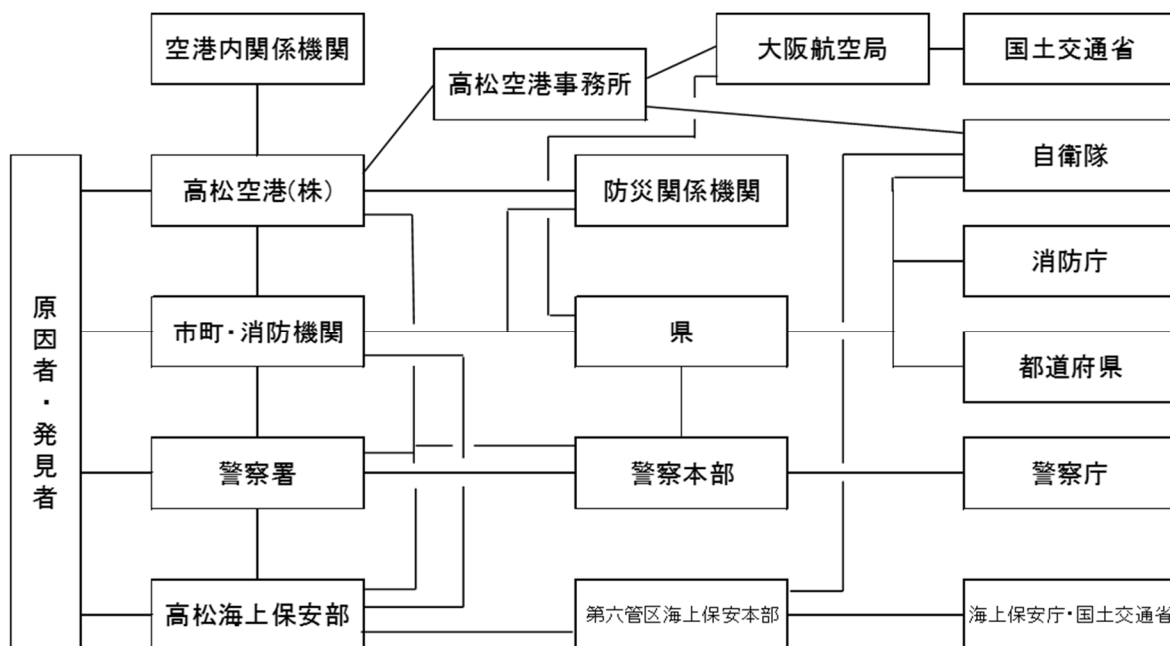 空港内関係機関
高松空港事務所
大阪航空局
国土交通省
自衛隊
高松空港(株)
防災関係機関
消防庁
原因者・発見者
市町・消防機関
県
都道府県
警察署
警察本部
警察庁
高松海上保安部
第六管区海上保安本部
海上保安庁・国土交通省